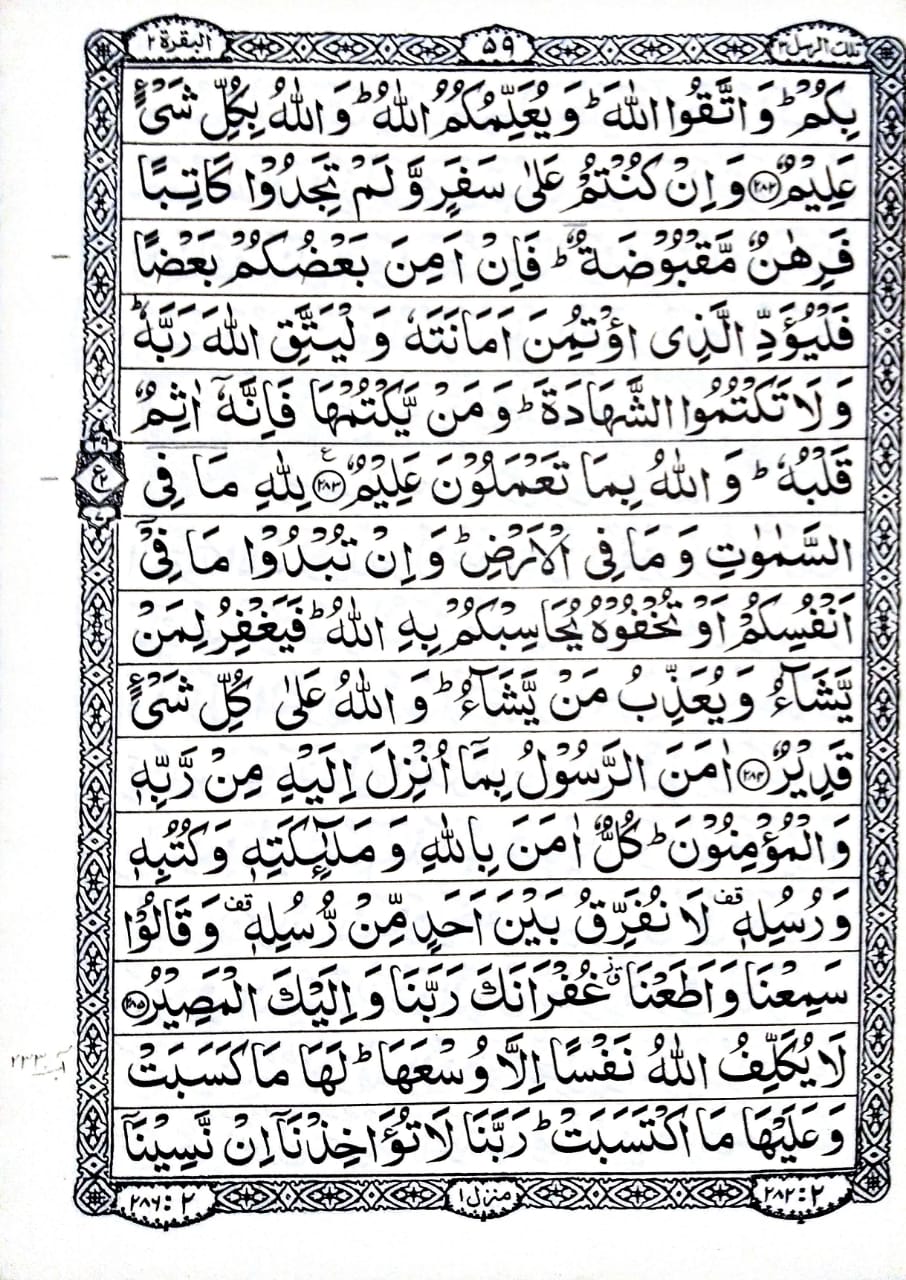 تلك الرسل ٣
٥٩
البقرة ٢
بِكُمْ ؕ وَ اتَّقُوا اللّٰهَ ؕ وَ يُعَلِّمُكُمُ اللّٰهُ ؕ وَ اللّٰهُ بِكُلِّ شَیْءٍ
عَلِیْمٌ ﴿۲۸۲﴾ وَ اِنْ كُنْتُمْ عَلٰی سَفَرٍ وَّ لَمْ تَجِدُوْا كَاتِبًا
فَرِهٰنٌ مَّقْبُوْضَةٌ ؕ فَاِنْ اَمِنَ بَعْضُكُمْ بَعْضًا
فَلْیُؤَدِّ الَّذِی اؤْتُمِنَ اَمَانَتَهٗ وَ لْیَتَّقِ اللّٰهَ رَبَّهٗ ؕ
وَ لَا تَكْتُمُوا الشَّهَادَةَ ؕ وَ مَنْ یَّكْتُمْهَا فَاِنَّهٗۤ اٰثِمٌ
قَلْبُهٗ ؕ وَ اللّٰهُ بِمَا تَعْمَلُوْنَ عَلِیْمٌ ﴿۲۸۳﴾ ع لِلّٰهِ مَا فِی
۳۹
ع
۲
۷
السَّمٰوٰتِ وَ مَا فِی الْاَرْضِ ؕ وَ اِنْ تُبْدُوْا مَا فِیْۤ
اَنْفُسِكُمْ اَوْ تُخْفُوْهُ یُحَاسِبْكُمْ بِهِ اللّٰهُ ؕ فَیَغْفِرُ لِمَنْ
یَّشَآءُ وَ یُعَذِّبُ مَنْ یَّشَآءُ ؕ وَ اللّٰهُ عَلٰی كُلِّ شَیْءٍ
قَدِیْرٌ ﴿۲۸۴﴾ اٰمَنَ الرَّسُوْلُ بِمَاۤ اُنْزِلَ اِلَیْهِ مِنْ رَّبِّهٖ
وَ الْمُؤْمِنُوْنَ ؕ كُلٌّ اٰمَنَ بِاللّٰهِ وَ مَلٰٓىِٕكَتِهٖ وَ كُتُبِهٖ
وَ رُسُلِهٖ قف لَا نُفَرِّقُ بَیْنَ اَحَدٍ مِّنْ رُّسُلِهٖ قف وَ قَالُوْا
سَمِعْنَا وَ اَطَعْنَا ز ق غُفْرَانَكَ رَبَّنَا وَ اِلَیْكَ الْمَصِیْرُ ﴿۲۸۵﴾
لَا یُكَلِّفُ اللّٰهُ نَفْسًا اِلَّا وُسْعَهَا ؕ لَهَا مَا كَسَبَتْ
وَ عَلَیْهَا مَا اكْتَسَبَتْ ؕ رَبَّنَا لَا تُؤَاخِذْنَاۤ اِنْ نَّسِیْنَاۤ
۲ : ۲۸۲
منزل ۱
۲ : ۲۸۶